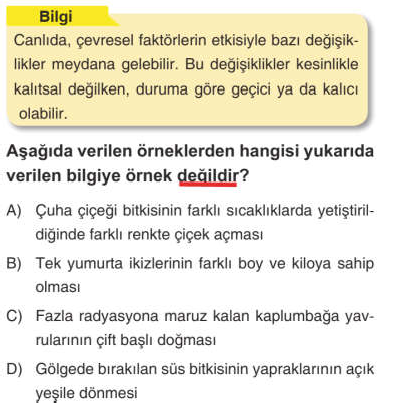 Bilgi
Canlıda, çevresel faktörlerin etkisiyle bazı değişik-
likler meydana gelebilir. Bu değişiklikler kesinlikle
kalıtsal değilken, duruma göre geçici ya da kalıcı
olabilir.
Aşağıda verilen örneklerden hangisi yukarıda
verilen bilgiye örnek değildir?
A) Çuha çiçeği bitkisinin farklı sıcaklıklarda yetiştiril-
diğinde farklı renkte çiçek açması
B) Tek yumurta ikizlerinin farklı boy ve kiloya sahip
olması
C) Fazla radyasyona maruz kalan kaplumbağa yav-
rularının çift başlı doğması
D) Gölgede bırakılan süs bitkisinin yapraklarının açık
yeşile dönmesi